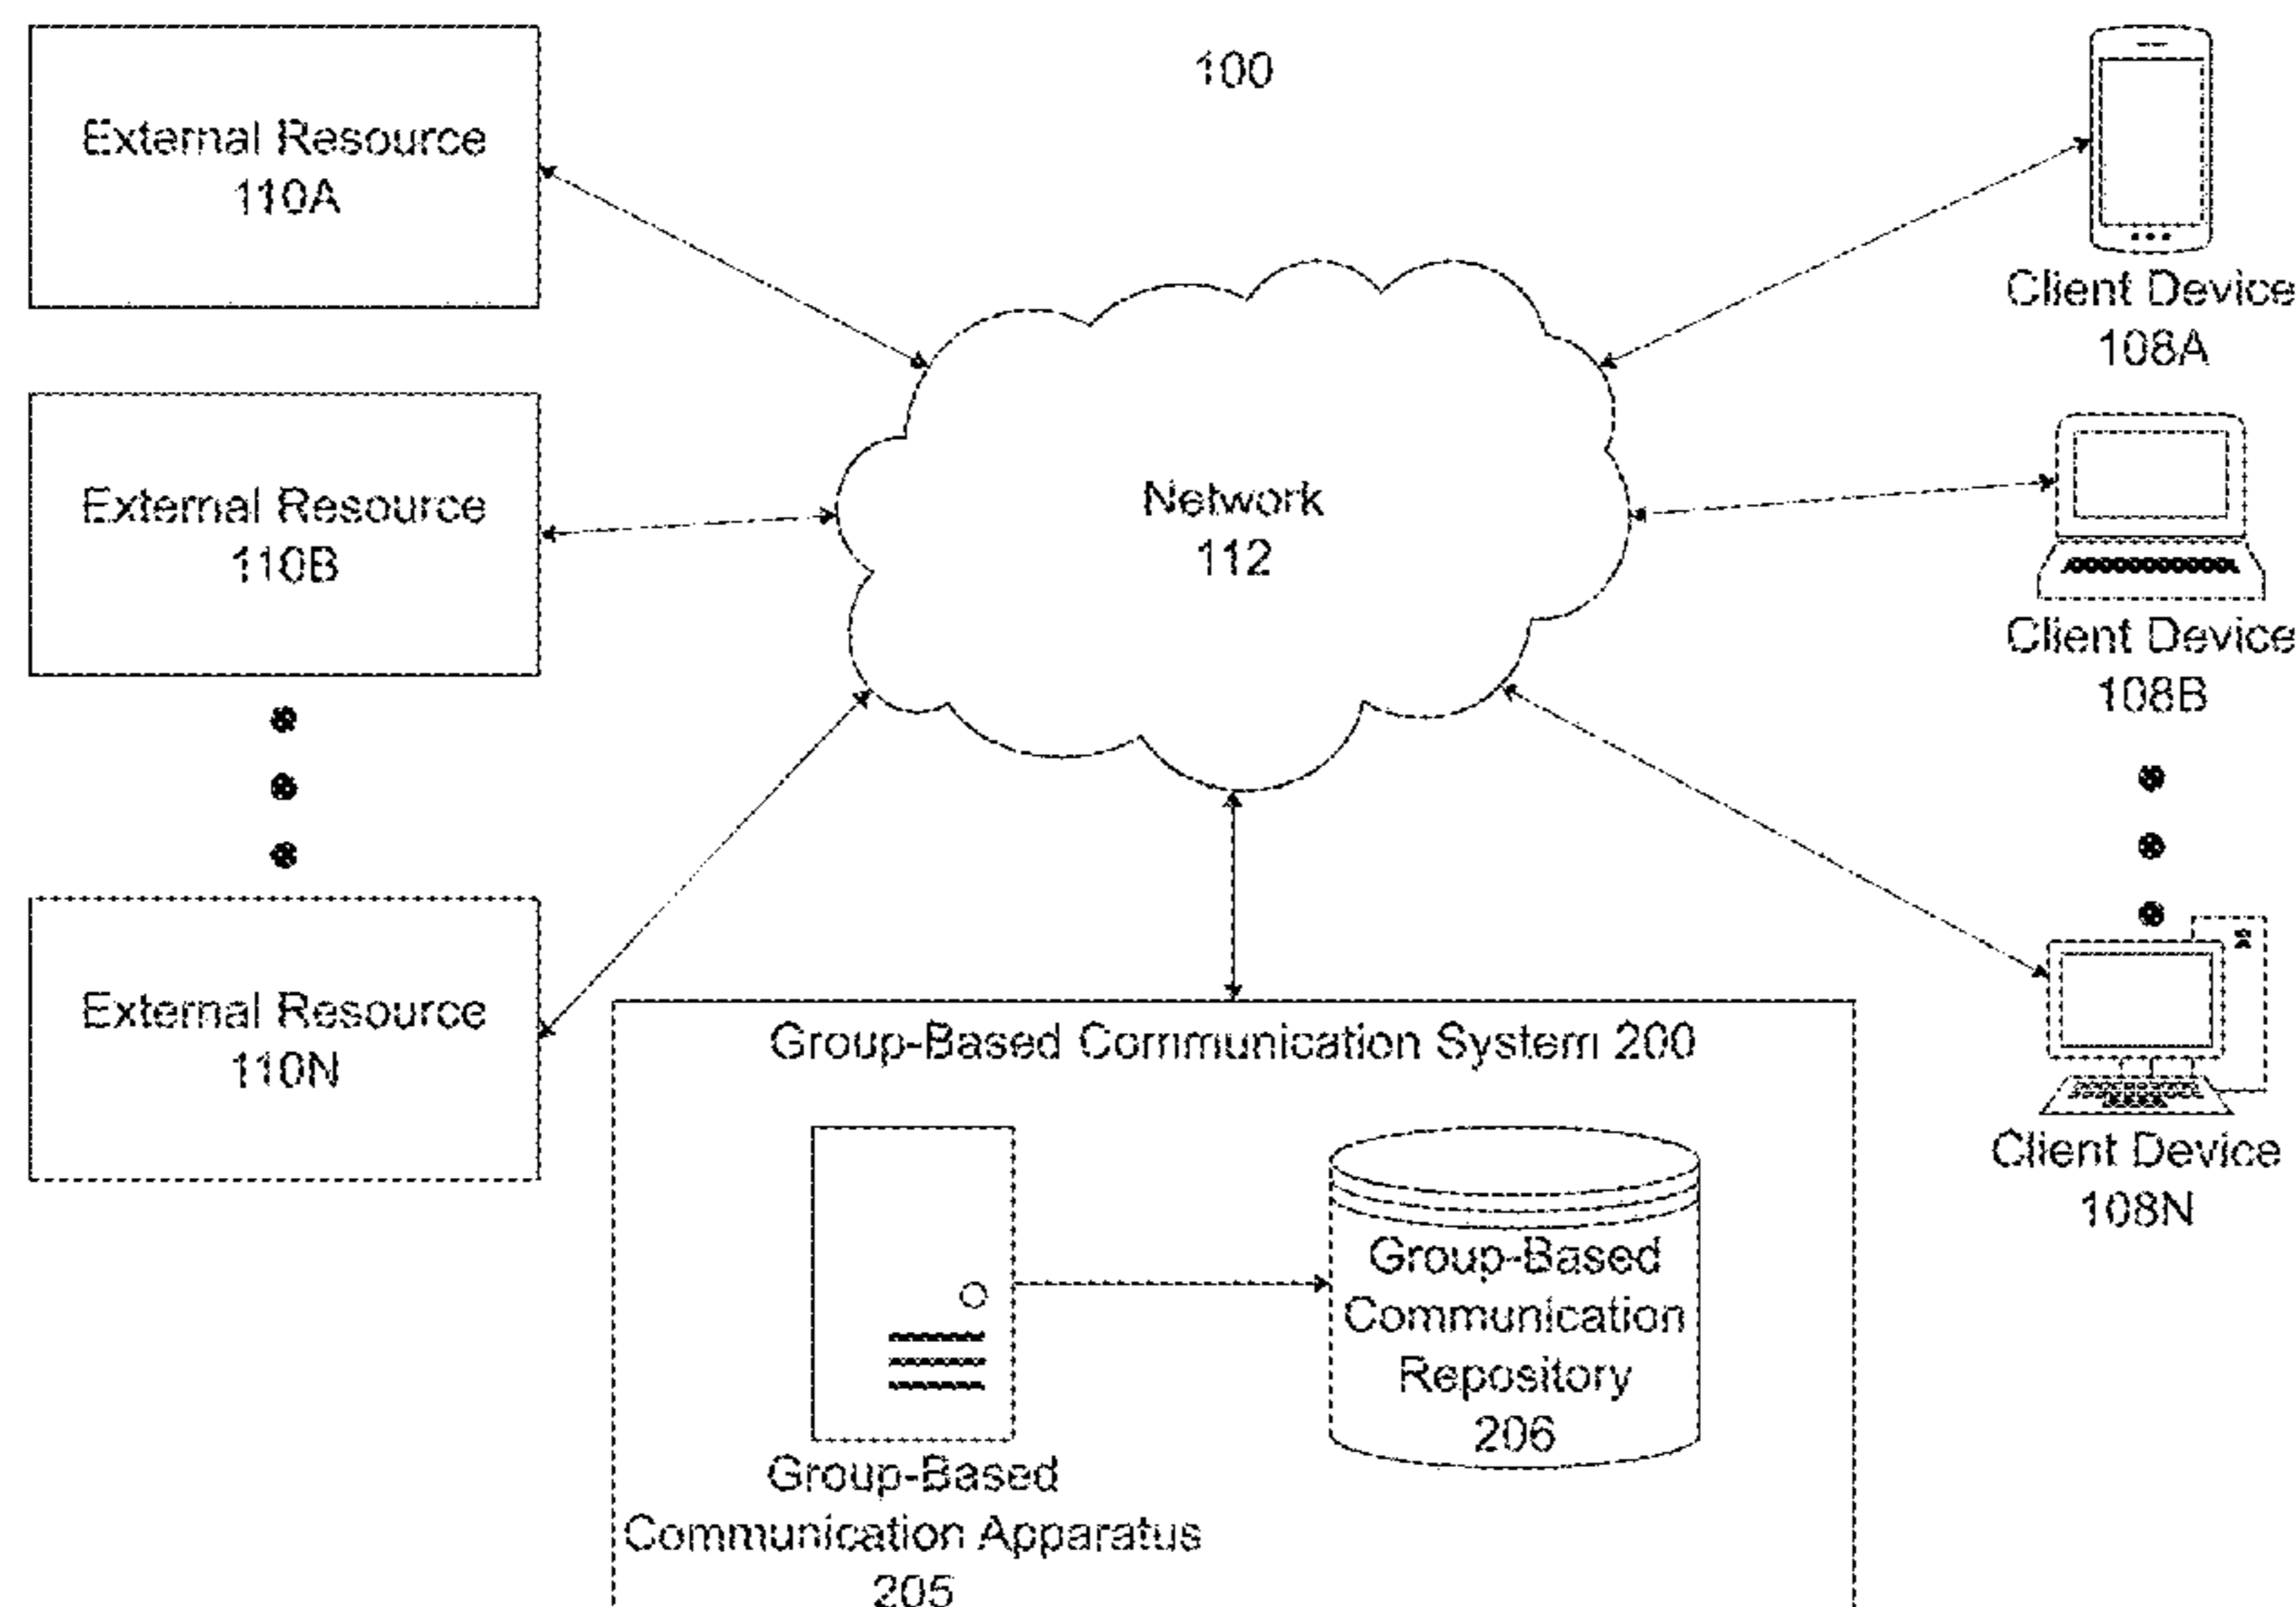 100
External Resource
110A
Client Device
108A
External Resource
110B
Network
112
Client Device
108B
External Resource
110N
Group-Based Communication System 200
Client Device
108N
Group-Based
Communication
Repository
206
Group-Based
Communication Apparatus
205